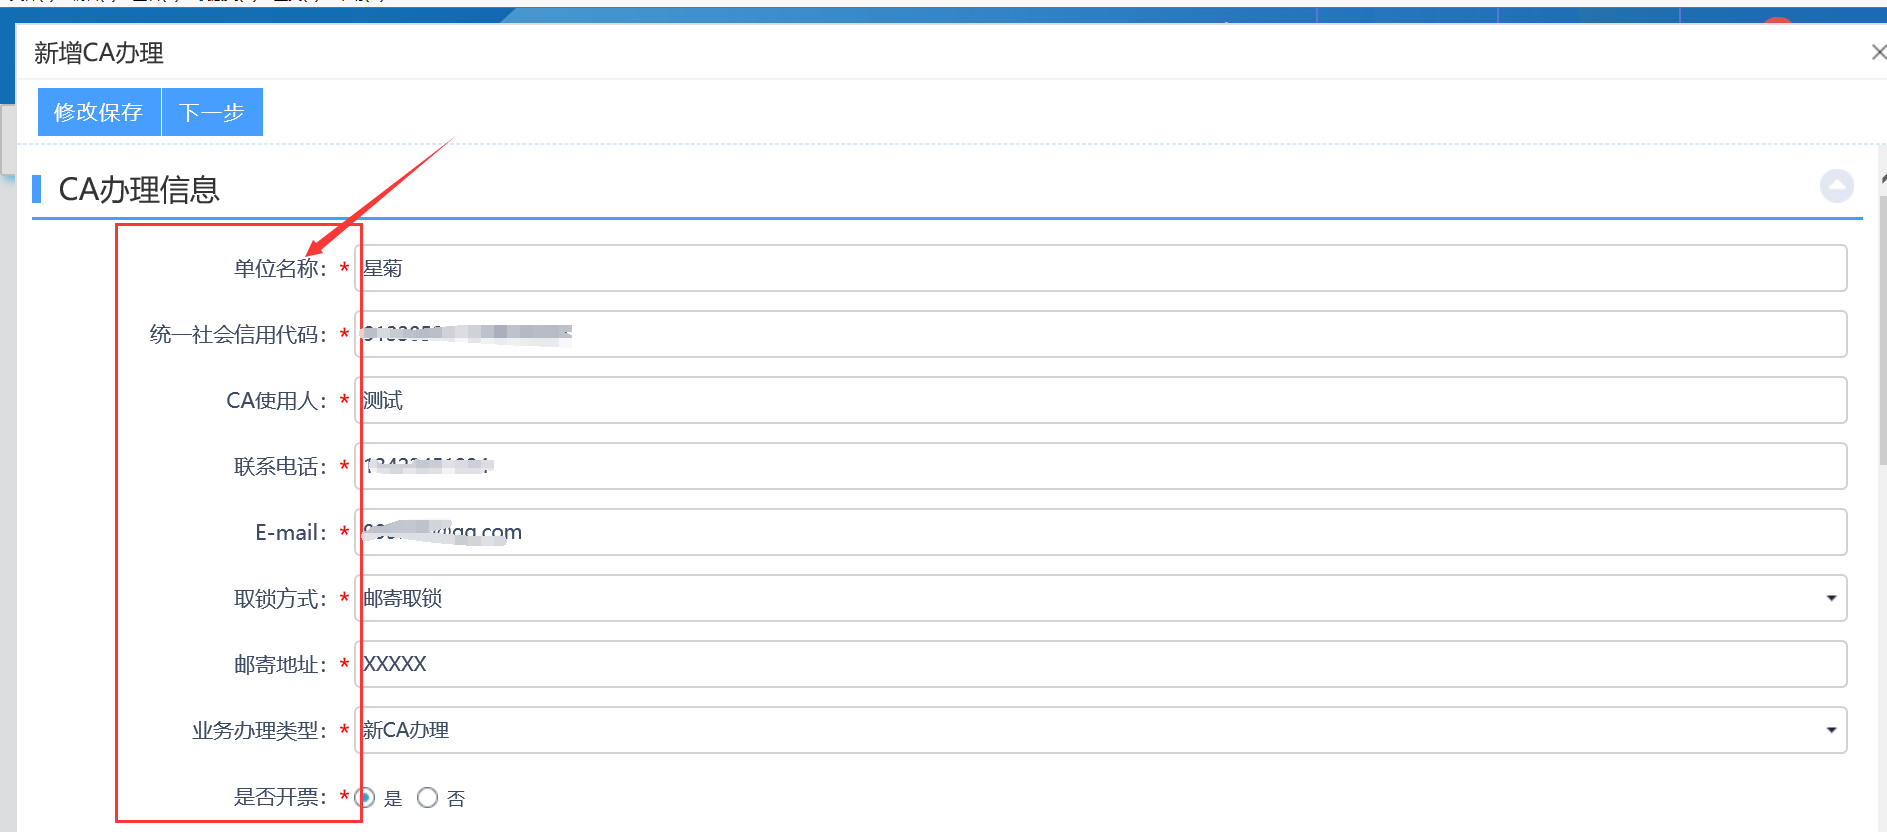 新增CA办理
修改保存 下一步
CA办理信息
单位名称：* 星菊
统一社会信用代码：*
CA使用人：* 测试
联系电话：*
E-mail：* @qq.com
取锁方式：* 邮寄取锁
邮寄地址：* XXXXX
业务办理类型：* 新CA办理
是否开票：* 是 否